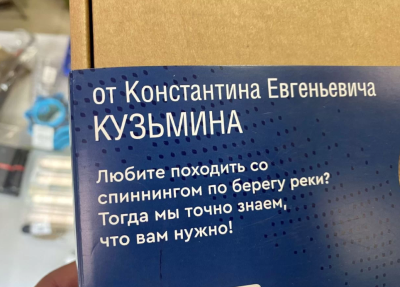 от Константина Евгеньевича
КУЗЬМИНА
Любите походить со
спиннингом по берегу реки?
Тогда мы точно знаем,
что вам нужно!